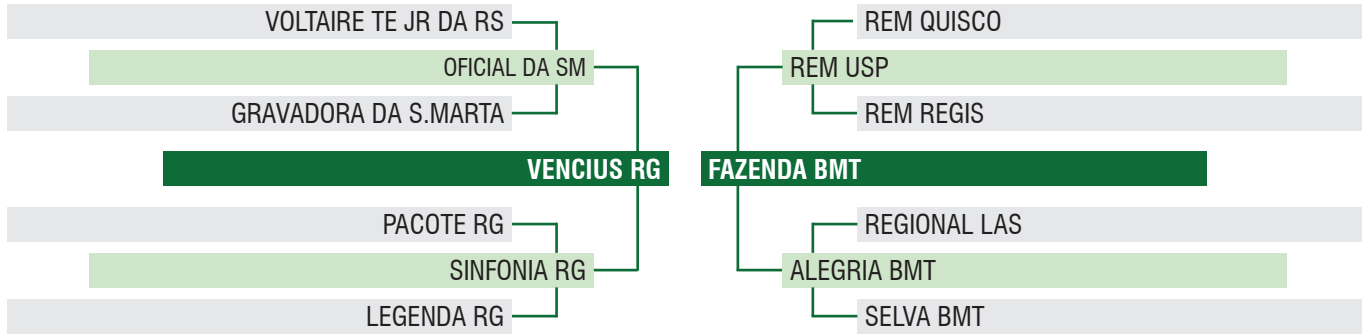 VOLTAIRE TE JR DA RS
OFICIAL DA SM
GRAVADORA DA S.MARTA
VENCIUS RG
PACOTE RG
SINFONIA RG
LEGENDA RG
REM QUISCO
REM USP
REM REGIS
FAZENDA BMT
REGIONAL LAS
ALEGRIA BMT
SELVA BMT